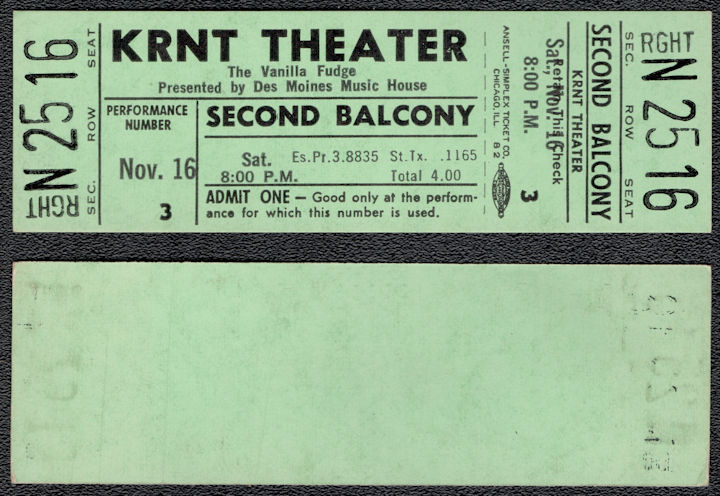 RGHT N 25 16
SEC. ROW SEAT
KRNT THEATER
The Vanilla Fudge
Presented by Des Moines Music House
PERFORMANCE
NUMBER
Nov. 16
3
SECOND BALCONY
Sat. Es.Pr.3.8835 St.Tx. .1165
8:00 P.M. Total 4.00
ADMIT ONE — Good only at the perform-
ance for which this number is used.
ANSELL-SIMPLEX TICKET CO.
CHICAGO, ILL. B 2
Retain This Check
Sat., Nov. 16
8:00 P.M.
3
SECOND BALCONY
KRNT THEATER
SEC. ROW SEAT
RGHT N 25 16